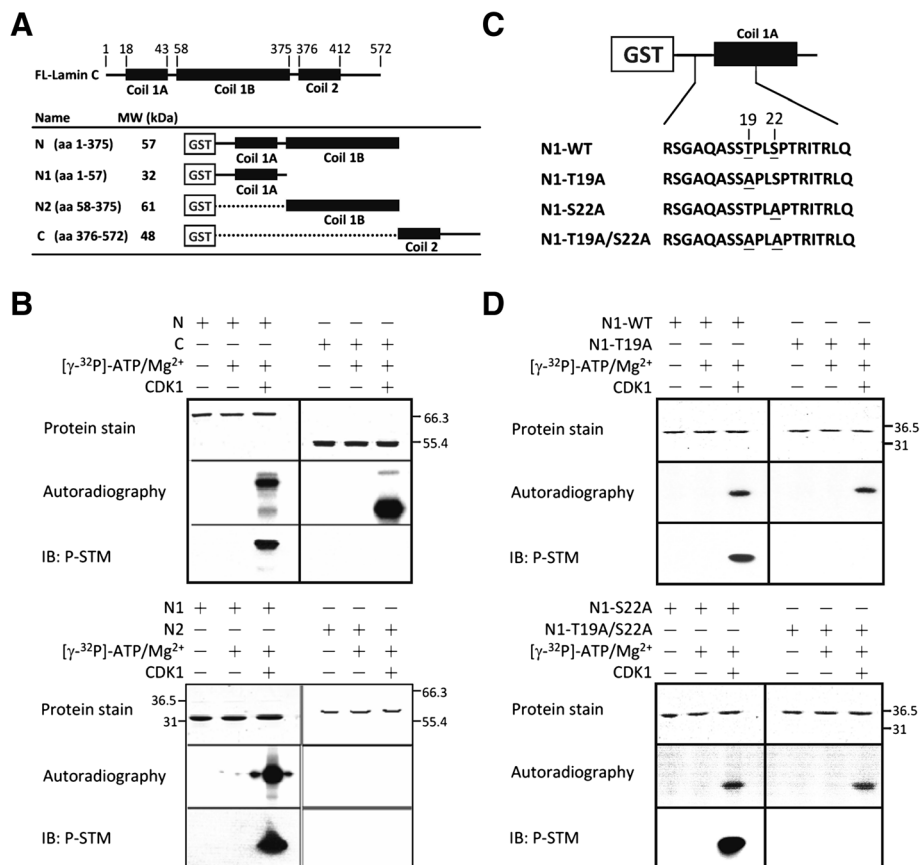 A
1 18 43 58 375 376 412 572
FL-Lamin C
Coil 1A Coil 1B Coil 2
Name MW (kDa)
N (aa 1-375) 57 GST Coil 1A Coil 1B
N1 (aa 1-57) 32 GST Coil 1A
N2 (aa 58-375) 61 GST Coil 1B
C (aa 376-572) 48 GST Coil 2
B
N + + + − − −
C − − − + + +
[γ-³²P]-ATP/Mg²⁺ − + + − + +
CDK1 − − + − − +
Protein stain 66.3
55.4
Autoradiography
IB: P-STM
N1 + + + − − −
N2 − − − + + +
[γ-³²P]-ATP/Mg²⁺ − + + − + +
CDK1 − − + − − +
Protein stain 36.5 66.3
31 55.4
Autoradiography
IB: P-STM
C
GST Coil 1A
19 22
N1-WT RSGAQASSTPLSPTRITRLQ
N1-T19A RSGAQASSAPLSPTRITRLQ
N1-S22A RSGAQASSTPLAPTRITRLQ
N1-T19A/S22A RSGAQASSAPLAPTRITRLQ
D
N1-WT + + + − − −
N1-T19A − − − + + +
[γ-³²P]-ATP/Mg²⁺ − + + − + +
CDK1 − − + − − +
Protein stain 36.5
31
Autoradiography
IB: P-STM
N1-S22A + + + − − −
N1-T19A/S22A − − − + + +
[γ-³²P]-ATP/Mg²⁺ − + + − + +
CDK1 − − + − − +
Protein stain 36.5
31
Autoradiography
IB: P-STM